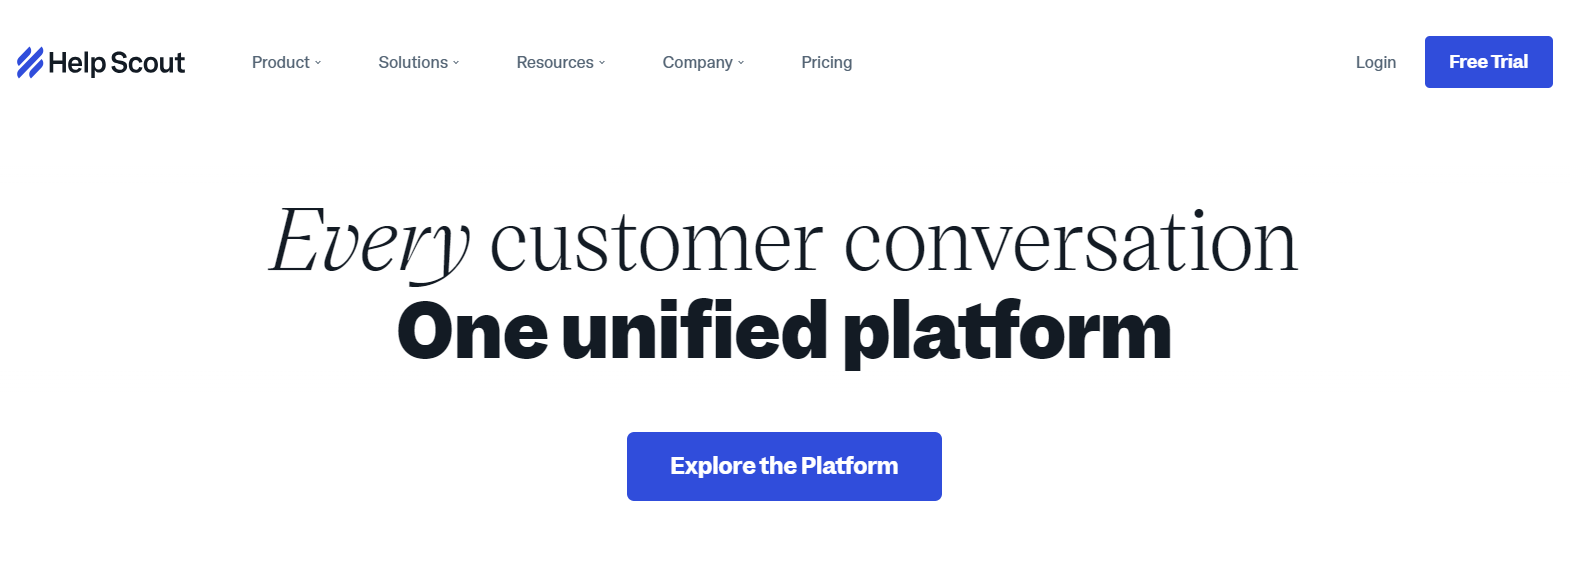 Help Scout
Product
Solutions
Resources
Company
Pricing
Login
Free Trial
Every customer conversation
One unified platform
Explore the Platform